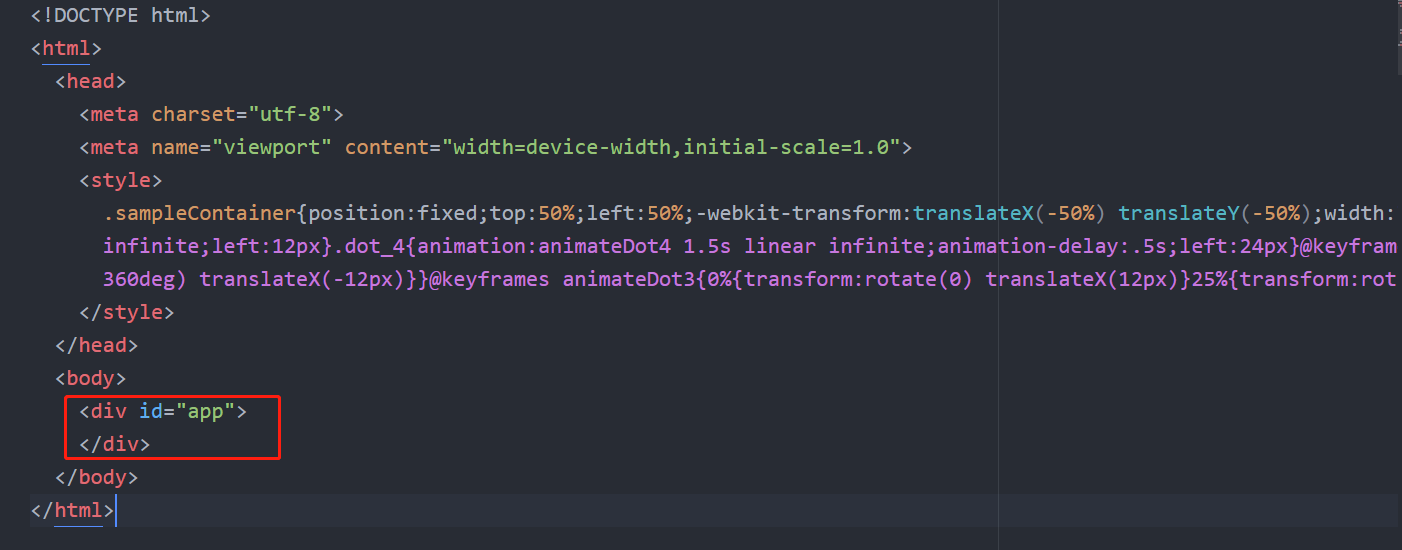 <!DOCTYPE html>
<html>
<head>
<meta charset="utf-8">
<meta name="viewport" content="width=device-width,initial-scale=1.0">
<style>
.sampleContainer{position:fixed;top:50%;left:50%;-webkit-transform:translateX(-50%) translateY(-50%);width:
infinite;left:12px}.dot_4{animation:animateDot4 1.5s linear infinite;animation-delay:.5s;left:24px}@keyfram
360deg) translateX(-12px)}}@keyframes animateDot3{0%{transform:rotate(0) translateX(12px)}25%{transform:rot
</style>
</head>
<body>
<div id="app">
</div>
</body>
</html>